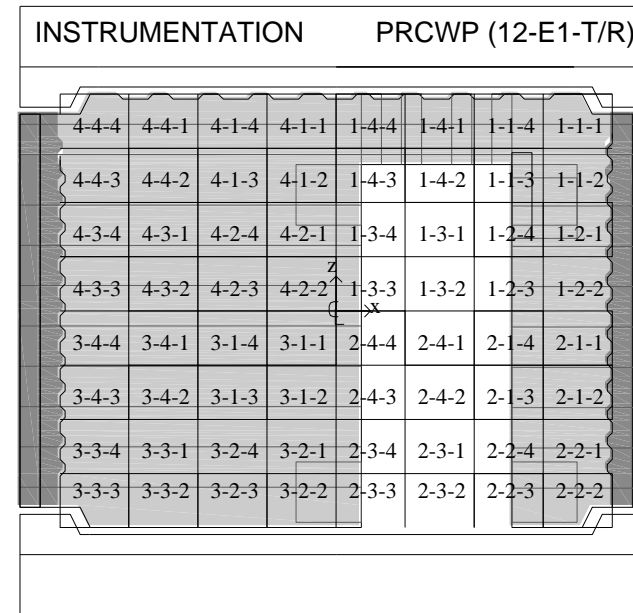 INSTRUMENTATION PRCWP (12-E1-T/R)
4-4-4 4-4-1 4-1-4 4-1-1 1-4-4 1-4-1 1-1-4 1-1-1
4-4-3 4-4-2 4-1-3 4-1-2 1-4-3 1-4-2 1-1-3 1-1-2
4-3-4 4-3-1 4-2-4 4-2-1 1-3-4 1-3-1 1-2-4 1-2-1
z
4-3-3 4-3-2 4-2-3 4-2-2 1-3-3 1-3-2 1-2-3 1-2-2
x
3-4-4 3-4-1 3-1-4 3-1-1 2-4-4 2-4-1 2-1-4 2-1-1
3-4-3 3-4-2 3-1-3 3-1-2 2-4-3 2-4-2 2-1-3 2-1-2
3-3-4 3-3-1 3-2-4 3-2-1 2-3-4 2-3-1 2-2-4 2-2-1
3-3-3 3-3-2 3-2-3 3-2-2 2-3-3 2-3-2 2-2-3 2-2-2